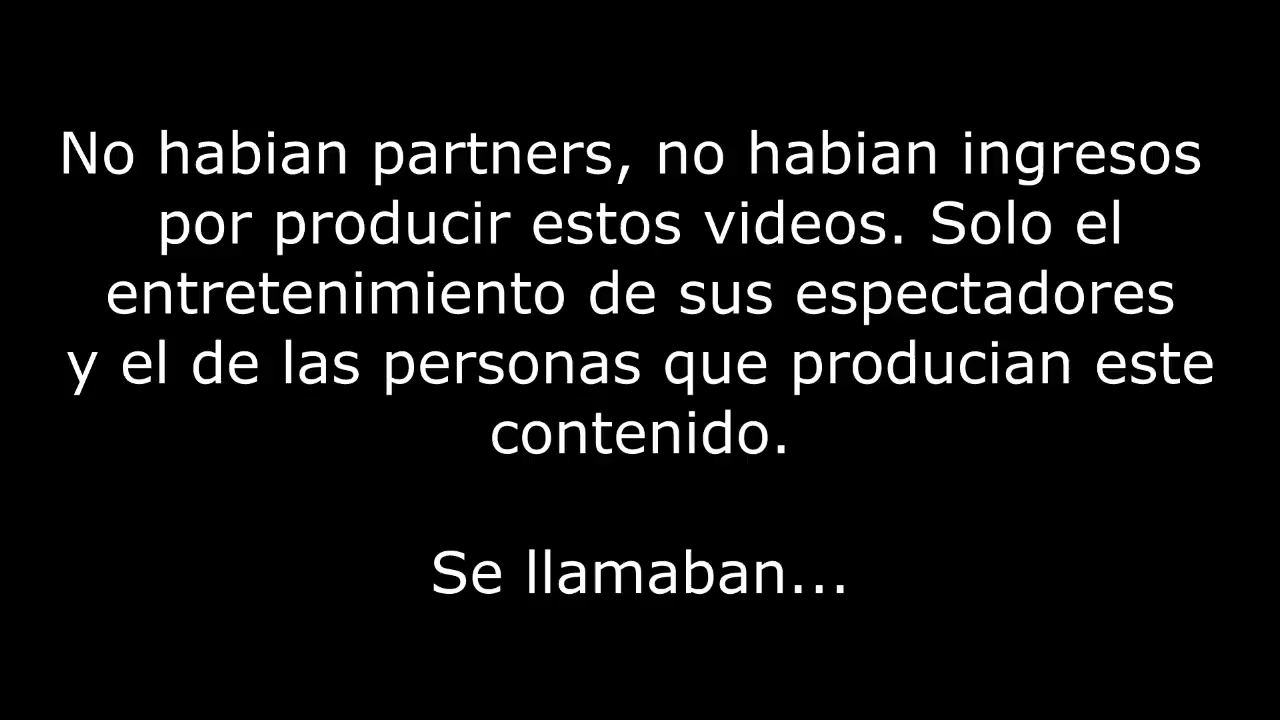 No habian partners, no habian ingresos
por producir estos videos. Solo el
entretenimiento de sus espectadores
y el de las personas que producian este
contenido.
Se llamaban...